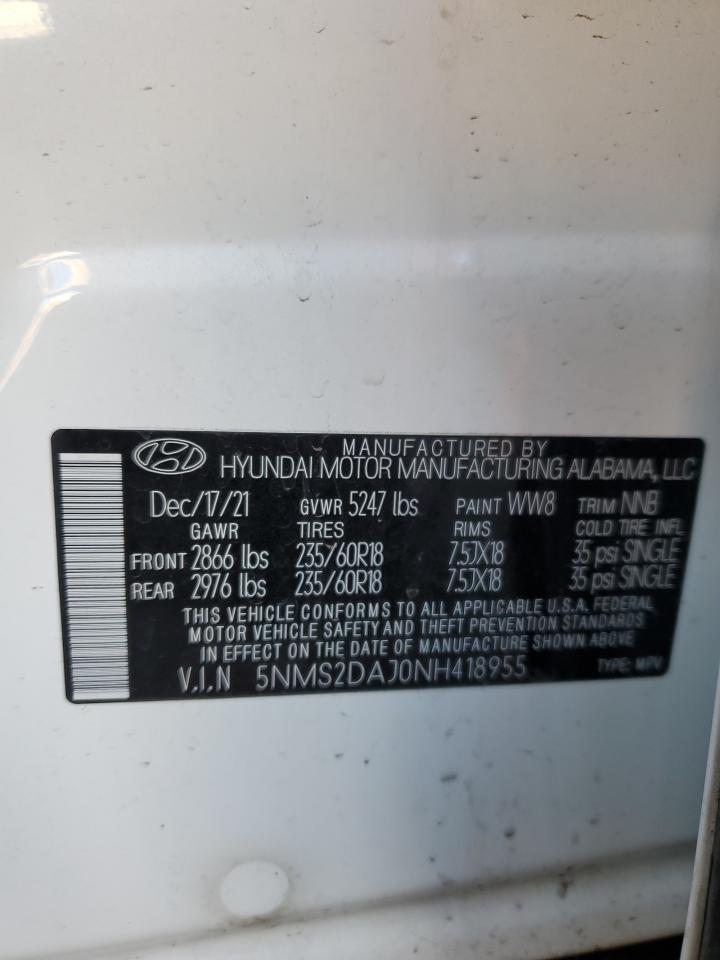 MANUFACTURED BY
HYUNDAI MOTOR MANUFACTURING ALABAMA, LLC
Dec/17/21 GVWR 5247 lbs PAINT WW8 TRIM NNB
GAWR TIRES RIMS COLD TIRE INFL
FRONT 2866 lbs 235/60R18 7.5JX18 35 psi SINGLE
REAR 2976 lbs 235/60R18 7.5JX18 35 psi SINGLE
THIS VEHICLE CONFORMS TO ALL APPLICABLE U.S.A. FEDERAL
MOTOR VEHICLE SAFETY AND THEFT PREVENTION STANDARDS
IN EFFECT ON THE DATE OF MANUFACTURE SHOWN ABOVE
V.I.N 5NMS2DAJ0NH418955 TYPE: MPV